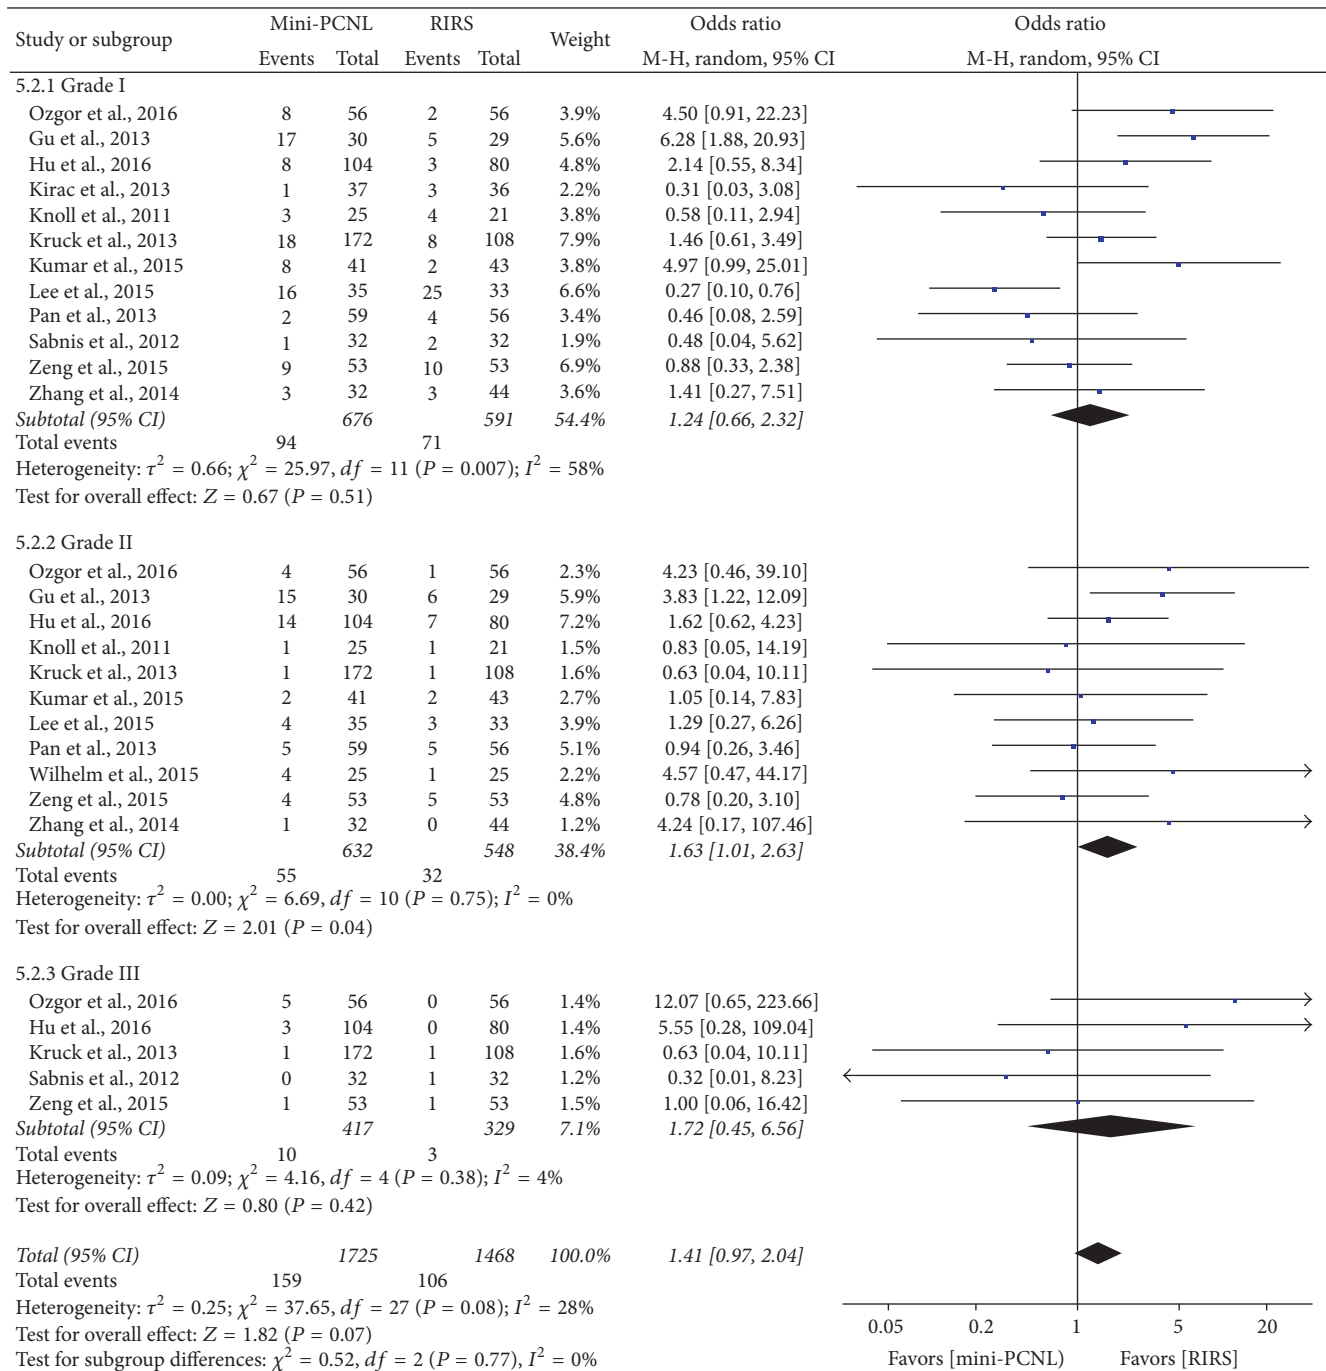 Study or subgroup Mini-PCNL RIRS Weight Odds ratio Odds ratio
Events Total Events Total M-H, random, 95% CI M-H, random, 95% CI
5.2.1 Grade I
Ozgor et al., 2016 8 56 2 56 3.9% 4.50 [0.91, 22.23]
Gu et al., 2013 17 30 5 29 5.6% 6.28 [1.88, 20.93]
Hu et al., 2016 8 104 3 80 4.8% 2.14 [0.55, 8.34]
Kirac et al., 2013 1 37 3 36 2.2% 0.31 [0.03, 3.08]
Knoll et al., 2011 3 25 4 21 3.8% 0.58 [0.11, 2.94]
Kruck et al., 2013 18 172 8 108 7.9% 1.46 [0.61, 3.49]
Kumar et al., 2015 8 41 2 43 3.8% 4.97 [0.99, 25.01]
Lee et al., 2015 16 35 25 33 6.6% 0.27 [0.10, 0.76]
Pan et al., 2013 2 59 4 56 3.4% 0.46 [0.08, 2.59]
Sabnis et al., 2012 1 32 2 32 1.9% 0.48 [0.04, 5.62]
Zeng et al., 2015 9 53 10 53 6.9% 0.88 [0.33, 2.38]
Zhang et al., 2014 3 32 3 44 3.6% 1.41 [0.27, 7.51]
Subtotal (95% CI) 676 591 54.4% 1.24 [0.66, 2.32]
Total events 94 71
Heterogeneity: τ² = 0.66; χ² = 25.97, df = 11 (P = 0.007); I² = 58%
Test for overall effect: Z = 0.67 (P = 0.51)
5.2.2 Grade II
Ozgor et al., 2016 4 56 1 56 2.3% 4.23 [0.46, 39.10]
Gu et al., 2013 15 30 6 29 5.9% 3.83 [1.22, 12.09]
Hu et al., 2016 14 104 7 80 7.2% 1.62 [0.62, 4.23]
Knoll et al., 2011 1 25 1 21 1.5% 0.83 [0.05, 14.19]
Kruck et al., 2013 1 172 1 108 1.6% 0.63 [0.04, 10.11]
Kumar et al., 2015 2 41 2 43 2.7% 1.05 [0.14, 7.83]
Lee et al., 2015 4 35 3 33 3.9% 1.29 [0.27, 6.26]
Pan et al., 2013 5 59 5 56 5.1% 0.94 [0.26, 3.46]
Wilhelm et al., 2015 4 25 1 25 2.2% 4.57 [0.47, 44.17]
Zeng et al., 2015 4 53 5 53 4.8% 0.78 [0.20, 3.10]
Zhang et al., 2014 1 32 0 44 1.2% 4.24 [0.17, 107.46]
Subtotal (95% CI) 632 548 38.4% 1.63 [1.01, 2.63]
Total events 55 32
Heterogeneity: τ² = 0.00; χ² = 6.69, df = 10 (P = 0.75); I² = 0%
Test for overall effect: Z = 2.01 (P = 0.04)
5.2.3 Grade III
Ozgor et al., 2016 5 56 0 56 1.4% 12.07 [0.65, 223.66]
Hu et al., 2016 3 104 0 80 1.4% 5.55 [0.28, 109.04]
Kruck et al., 2013 1 172 1 108 1.6% 0.63 [0.04, 10.11]
Sabnis et al., 2012 0 32 1 32 1.2% 0.32 [0.01, 8.23]
Zeng et al., 2015 1 53 1 53 1.5% 1.00 [0.06, 16.42]
Subtotal (95% CI) 417 329 7.1% 1.72 [0.45, 6.56]
Total events 10 3
Heterogeneity: τ² = 0.09; χ² = 4.16, df = 4 (P = 0.38); I² = 4%
Test for overall effect: Z = 0.80 (P = 0.42)
Total (95% CI) 1725 1468 100.0% 1.41 [0.97, 2.04]
Total events 159 106
Heterogeneity: τ² = 0.25; χ² = 37.65, df = 27 (P = 0.08); I² = 28%
Test for overall effect: Z = 1.82 (P = 0.07)
Test for subgroup differences: χ² = 0.52, df = 2 (P = 0.77), I² = 0%
0.05 0.2 1 5 20
Favors [mini-PCNL) Favors [RIRS]